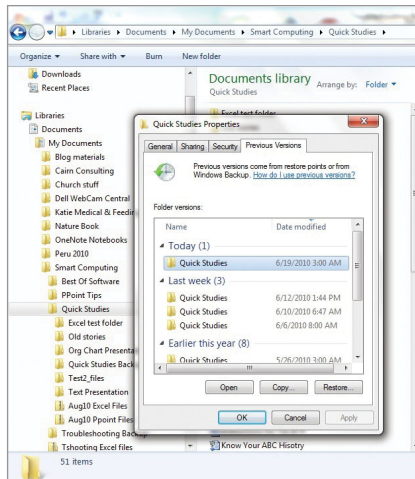 Libraries ▸ Documents ▸ My Documents ▸ Smart Computing ▸ Quick Studies ▸
Organize Share with Burn New folder
Downloads
Recent Places
Libraries
Documents
My Documents
Blog materials
Cairn Consulting
Church stuff
Dell WebCam Central
Katie Medical & Feedin
Nature Book
OneNote Notebooks
Peru 2010
Smart Computing
Best Of Software
PPoint Tips
Quick Studies
Excel test folder
Old stories
Org Chart Presenta
Quick Studies Back
Test2_files
Text Presentation
Aug10 Excel Files
Aug10 Ppoint Files
Troubleshooting Backup
Tshooting Excel files
51 items
Documents library
Quick Studies
Arrange by: Folder
Excel test folder
Quick Studies Properties
General Sharing Security Previous Versions
Previous versions come from restore points or from
Windows Backup. How do I use previous versions?
Folder versions:
Name Date modified
Today (1)
Quick Studies 6/19/2010 3:00 AM
Last week (3)
Quick Studies 6/12/2010 1:44 PM
Quick Studies 6/10/2010 6:47 AM
Quick Studies 6/6/2010 8:00 AM
Earlier this year (8)
Quick Studies 5/26/2010 3:00 AM
Open Copy... Restore...
OK Cancel Apply
Know Your ABC Hisotry